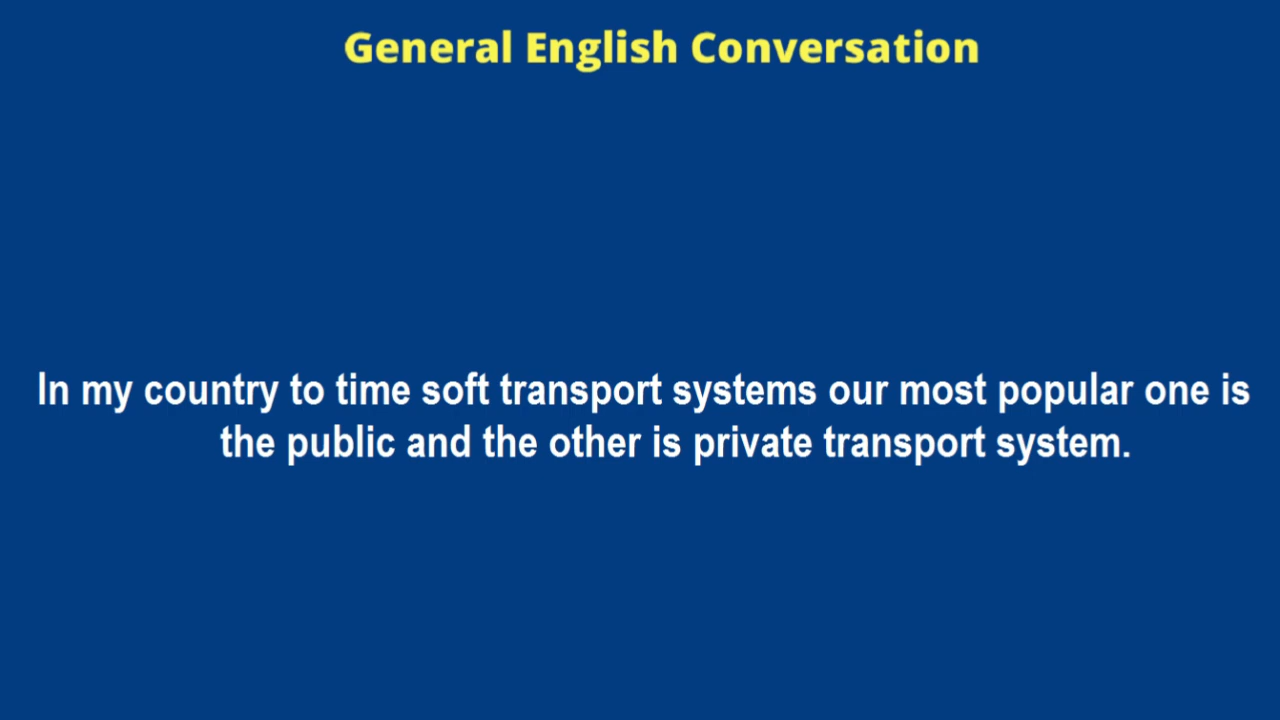 General English Conversation
In my country to time soft transport systems our most popular one is
the public and the other is private transport system.